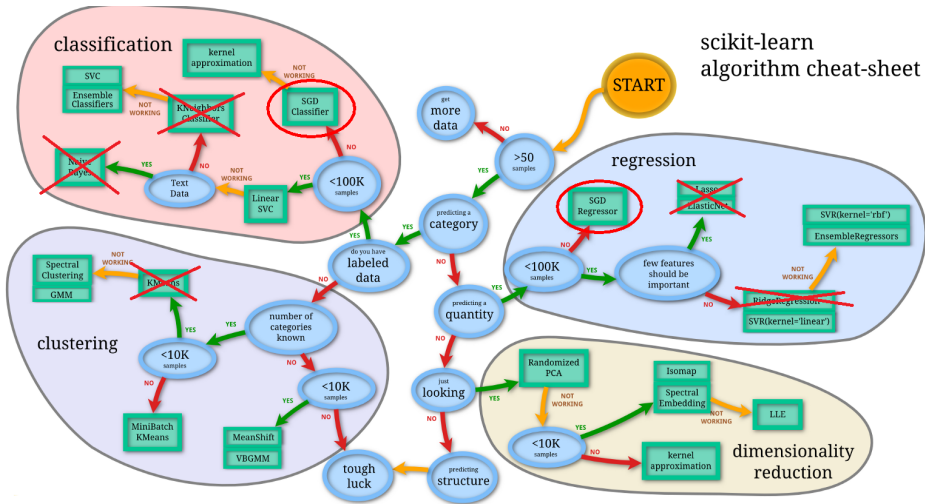 scikit-learn
algorithm cheat-sheet
classification
kernel
approximation
NOT
WORKING
START
SVC
Ensemble
Classifiers
NOT
WORKING
KNeighbors
Classifier
SGD
Classifier
get
more
data
NO
>50
samples
regression
Naive
Bayes
YES
Text
Data
NO
NOT
WORKING
Linear
SVC
YES
<100K
samples
NO
YES
predicting a
category
YES
YES
do you have
labeled
data
NO
NO
SGD
Regressor
Lasso
ElasticNet
SVR(kernel='rbf')
EnsembleRegressors
<100K
samples
NO
YES
few features
should be
important
YES
NO
NOT
WORKING
RidgeRegression
SVR(kernel='linear')
YES
predicting a
quantity
NO
Spectral
Clustering
GMM
NOT
WORKING
KMeans
number of
categories
known
YES
YES
clustering
<10K
samples
NO
NO
<10K
samples
MiniBatch
KMeans
YES
NO
MeanShift
VBGMM
just
looking
YES
NO
Randomized
PCA
NOT
WORKING
Isomap
Spectral
Embedding
NOT
WORKING
LLE
YES
<10K
samples
NO
kernel
approximation
dimensionality
reduction
tough
luck
predicting
structure